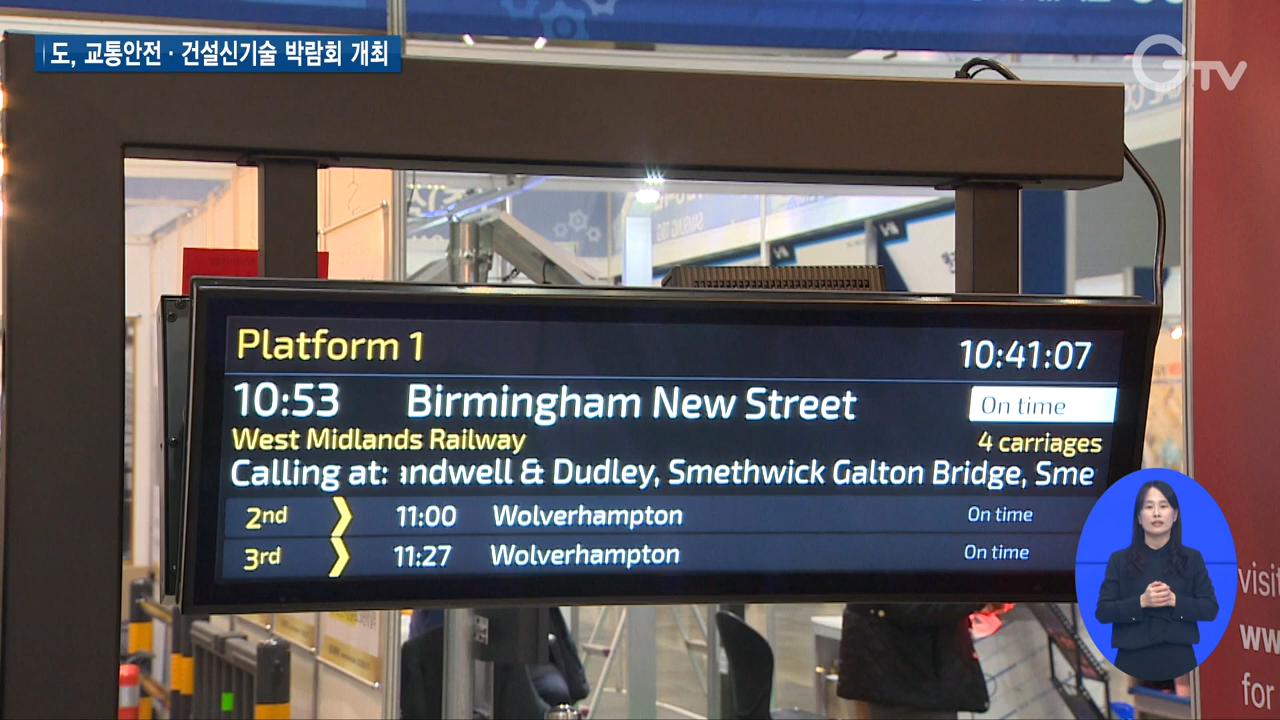 도, 교통안전 · 건설신기술 박람회 개최
GTV
Platform 1
10:41:07
10:53 Birmingham New Street On time
West Midlands Railway 4 carriages
Calling at: ndwell & Dudley, Smethwick Galton Bridge, Sme
2nd 11:00 Wolverhampton On time
3rd 11:27 Wolverhampton On time
visit
ww
for